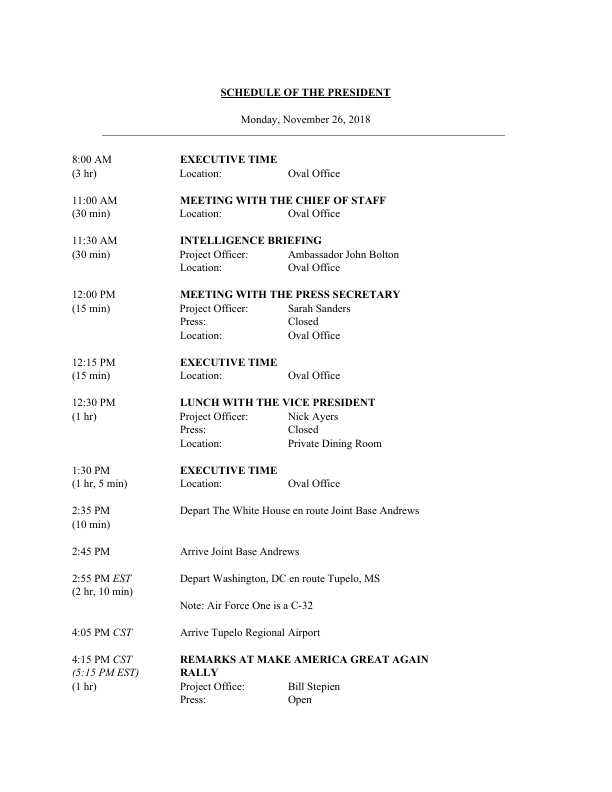 SCHEDULE OF THE PRESIDENT
Monday, November 26, 2018
8:00 AM EXECUTIVE TIME
(3 hr) Location: Oval Office
11:00 AM MEETING WITH THE CHIEF OF STAFF
(30 min) Location: Oval Office
11:30 AM INTELLIGENCE BRIEFING
(30 min) Project Officer: Ambassador John Bolton
Location: Oval Office
12:00 PM MEETING WITH THE PRESS SECRETARY
(15 min) Project Officer: Sarah Sanders
Press: Closed
Location: Oval Office
12:15 PM EXECUTIVE TIME
(15 min) Location: Oval Office
12:30 PM LUNCH WITH THE VICE PRESIDENT
(1 hr) Project Officer: Nick Ayers
Press: Closed
Location: Private Dining Room
1:30 PM EXECUTIVE TIME
(1 hr, 5 min) Location: Oval Office
2:35 PM Depart The White House en route Joint Base Andrews
(10 min)
2:45 PM Arrive Joint Base Andrews
2:55 PM EST Depart Washington, DC en route Tupelo, MS
(2 hr, 10 min)
Note: Air Force One is a C-32
4:05 PM CST Arrive Tupelo Regional Airport
4:15 PM CST REMARKS AT MAKE AMERICA GREAT AGAIN
(5:15 PM EST) RALLY
(1 hr) Project Office: Bill Stepien
Press: Open